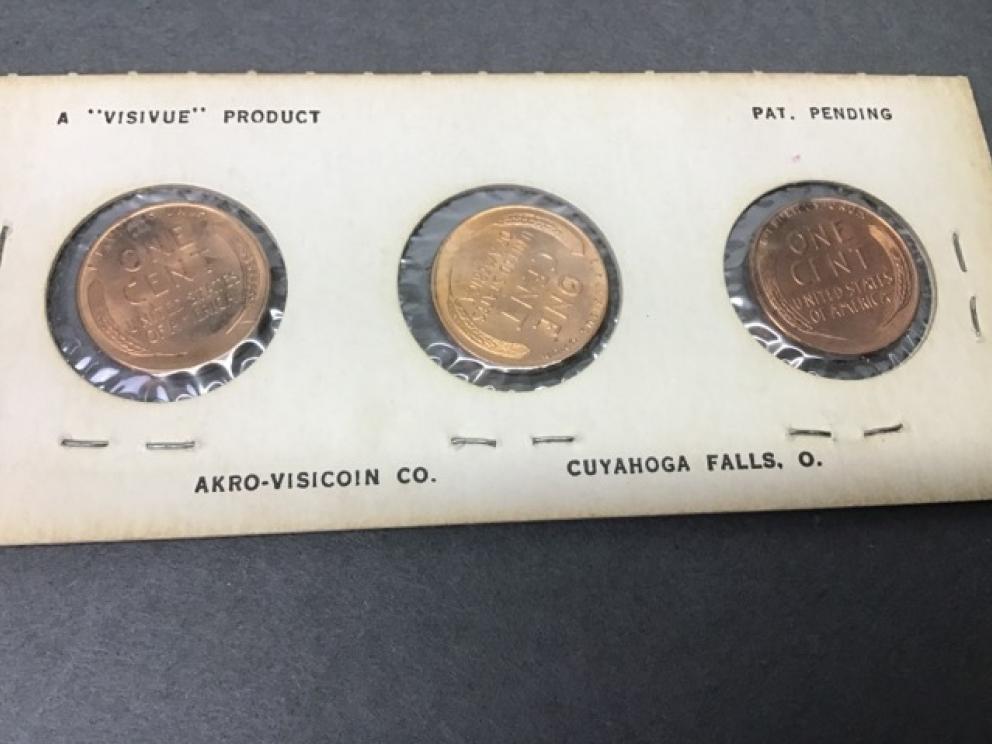 A "VISIVUE" PRODUCT
PAT. PENDING
ONE
CENT
UNITED STATES
OF AMERICA
ONE
CENT
UNITED STATES
OF AMERICA
ONE
CENT
UNITED STATES
OF AMERICA
AKRO-VISICOIN CO.
CUYAHOGA FALLS, O.